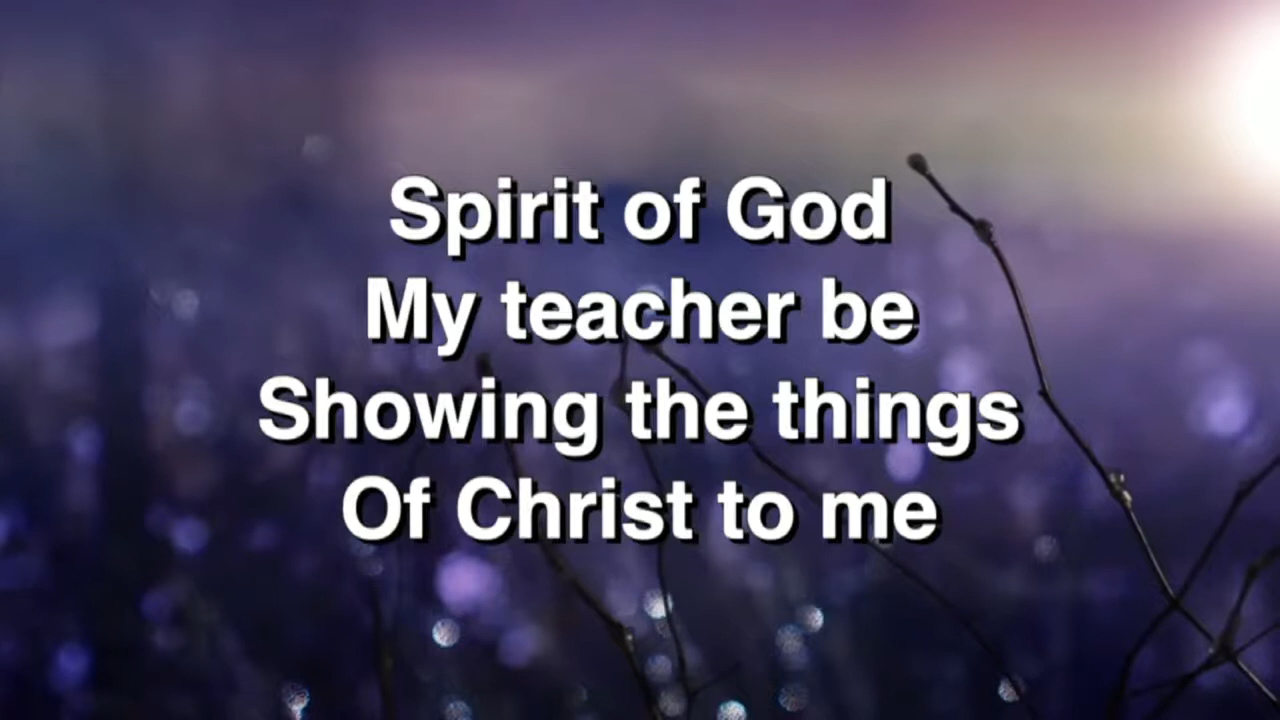 Spirit of God
My teacher be
Showing the things
Of Christ to me